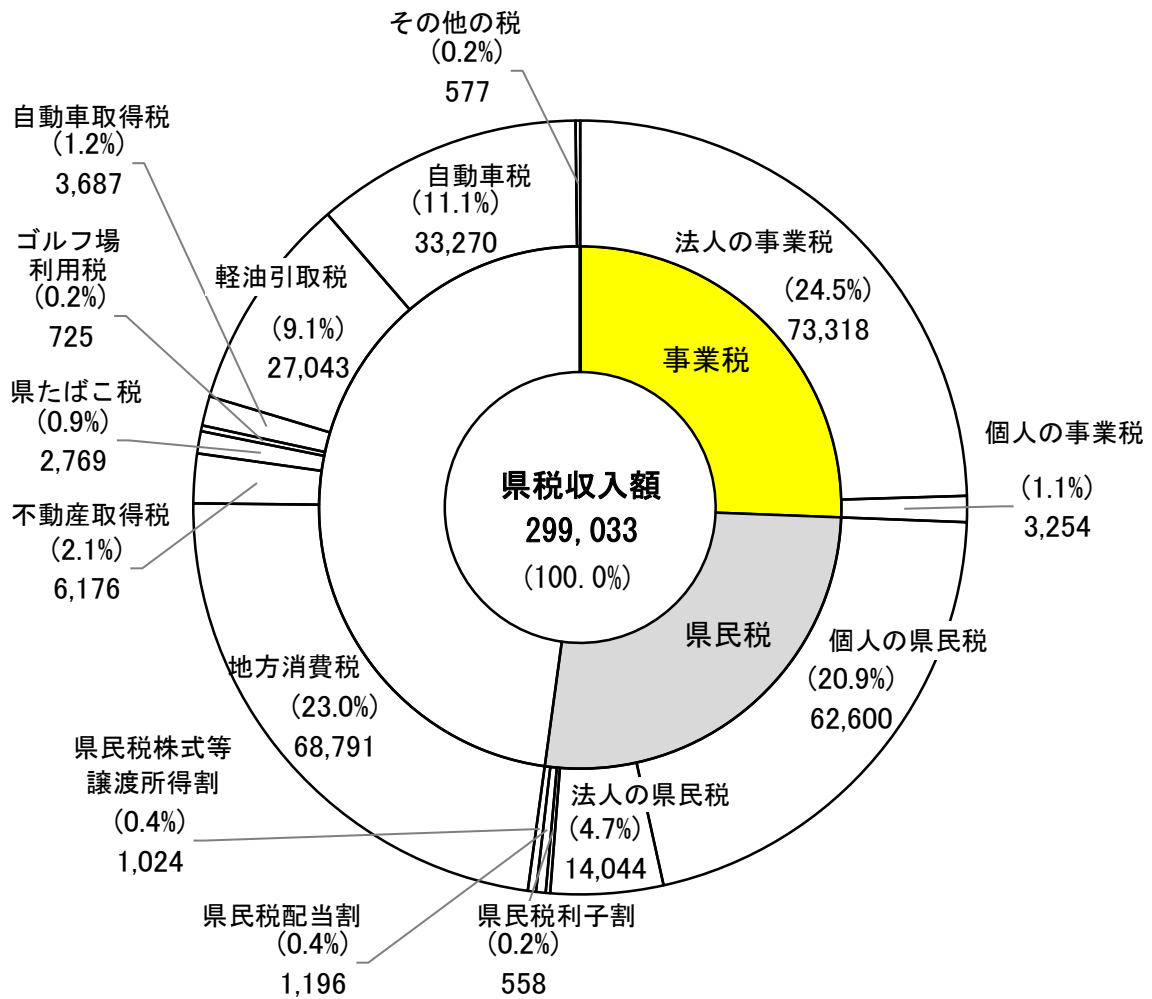 その他の税
(0.2%)
577
自動車取得税
(1.2%)
3,687
自動車税
(11.1%)
33,270
ゴルフ場
利用税
(0.2%)
725
軽油引取税
(9.1%)
27,043
法人の事業税
(24.5%)
73,318
事業税
県たばこ税
(0.9%)
2,769
個人の事業税
(1.1%)
3,254
県税収入額
299,033
(100.0%)
不動産取得税
(2.1%)
6,176
県民税
個人の県民税
(20.9%)
62,600
地方消費税
(23.0%)
68,791
県民税株式等
譲渡所得割
(0.4%)
1,024
法人の県民税
(4.7%)
14,044
県民税配当割
(0.4%)
1,196
県民税利子割
(0.2%)
558